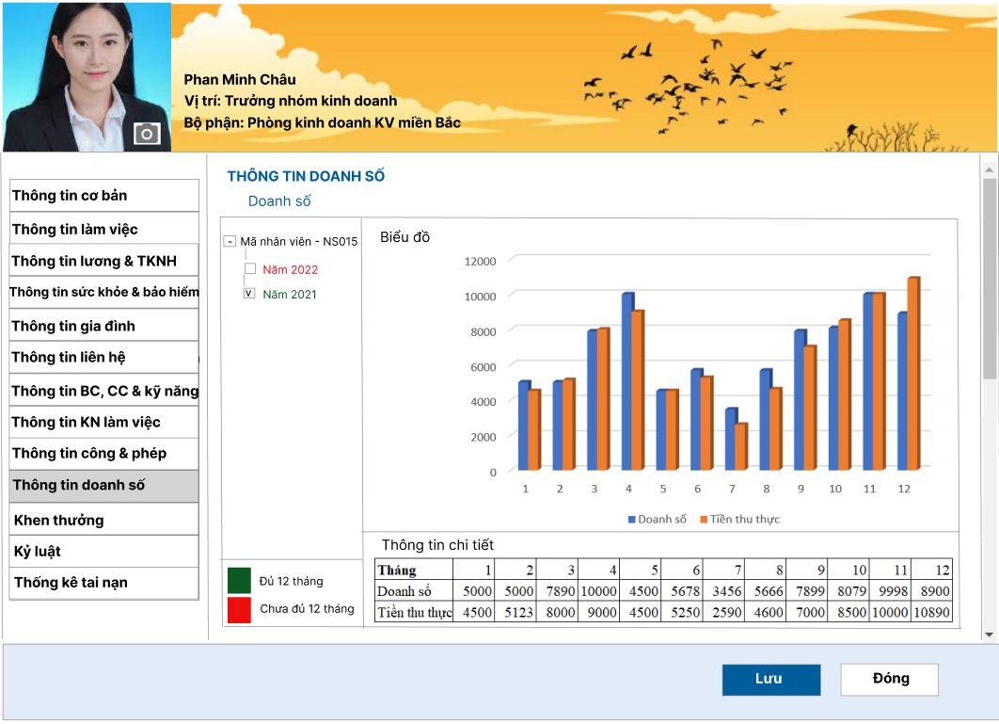 Phan Minh Châu
Vị trí: Trưởng nhóm kinh doanh
Bộ phận: Phòng kinh doanh KV miền Bắc
Thông tin cơ bản
Thông tin làm việc
Thông tin lương & TKNH
Thông tin sức khỏe & bảo hiểm
Thông tin gia đình
Thông tin liên hệ
Thông tin BC, CC & kỹ năng
Thông tin KN làm việc
Thông tin công & phép
Thông tin doanh số
Khen thưởng
Kỷ luật
Thống kê tai nạn
THÔNG TIN DOANH SỐ
Doanh số
- Mã nhân viên - NS015
Năm 2022
V Năm 2021
Đủ 12 tháng
Chưa đủ 12 tháng
Biểu đồ
12000
10000
8000
6000
4000
2000
0
1 2 3 4 5 6 7 8 9 10 11 12
Doanh số Tiền thu thực
Thông tin chi tiết
Tháng 1 2 3 4 5 6 7 8 9 10 11 12
Doanh số 5000 5000 7890 10000 4500 5678 3456 5666 7899 8079 9998 8900
Tiền thu thực 4500 5123 8000 9000 4500 5250 2590 4600 7000 8500 10000 10890
Lưu Đóng